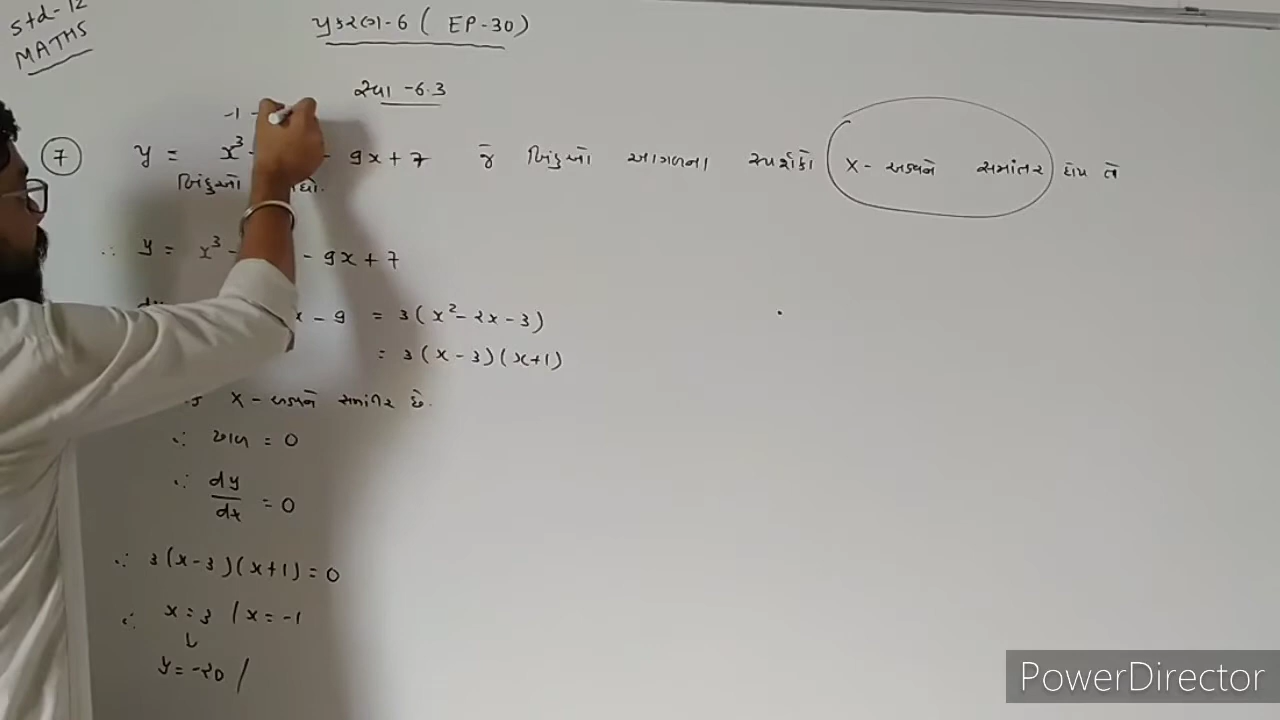 Std-12
MATHS
પ્રકરણ-6 ( EP-30)
સ્વા -6.3
-1 -
7 y = x³ - - 9x + 7 જે બિંદુઓ આગળના સ્પર્શકો X- અક્ષને સમાંતર હોય તે
બિંદુઓ
∴ y = x³ - - 9x + 7
x - 9 = 3(x² - 2x - 3)
= 3(x - 3)(x+1)
X - અક્ષને સમાંતર છે.
∴ ઢાળ = 0
∴ dy/dx = 0
∴ 3(x-3)(x+1) = 0
∴ x = 3 / x = -1
y = -૨0 /
PowerDirector